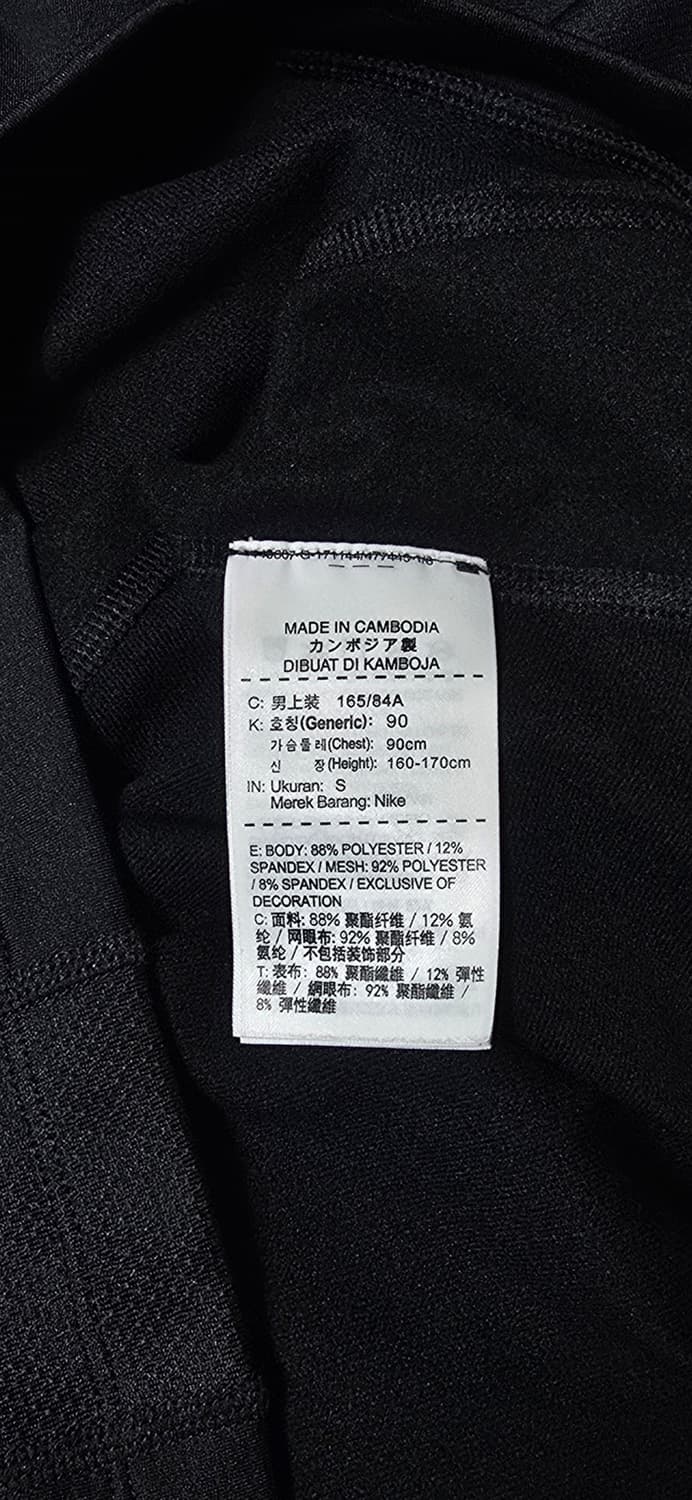 MADE IN CAMBODIA
カンボジア製
DIBUAT DI KAMBOJA
C: 男上装 165/84A
K: 호칭(Generic): 90
가슴둘레(Chest): 90cm
신 장(Height): 160-170cm
IN: Ukuran: S
Merek Barang: Nike
E: BODY: 88% POLYESTER / 12%
SPANDEX / MESH: 92% POLYESTER
/ 8% SPANDEX / EXCLUSIVE OF
DECORATION
C: 面料: 88% 聚酯纤维 / 12% 氨
纶 / 网眼布: 92% 聚酯纤维 / 8%
氨纶 / 不包括装饰部分
T: 表布: 88% 聚酯纖維 / 12% 彈性
纖維 / 網眼布: 92% 聚酯纖維 /
8% 彈性纖維